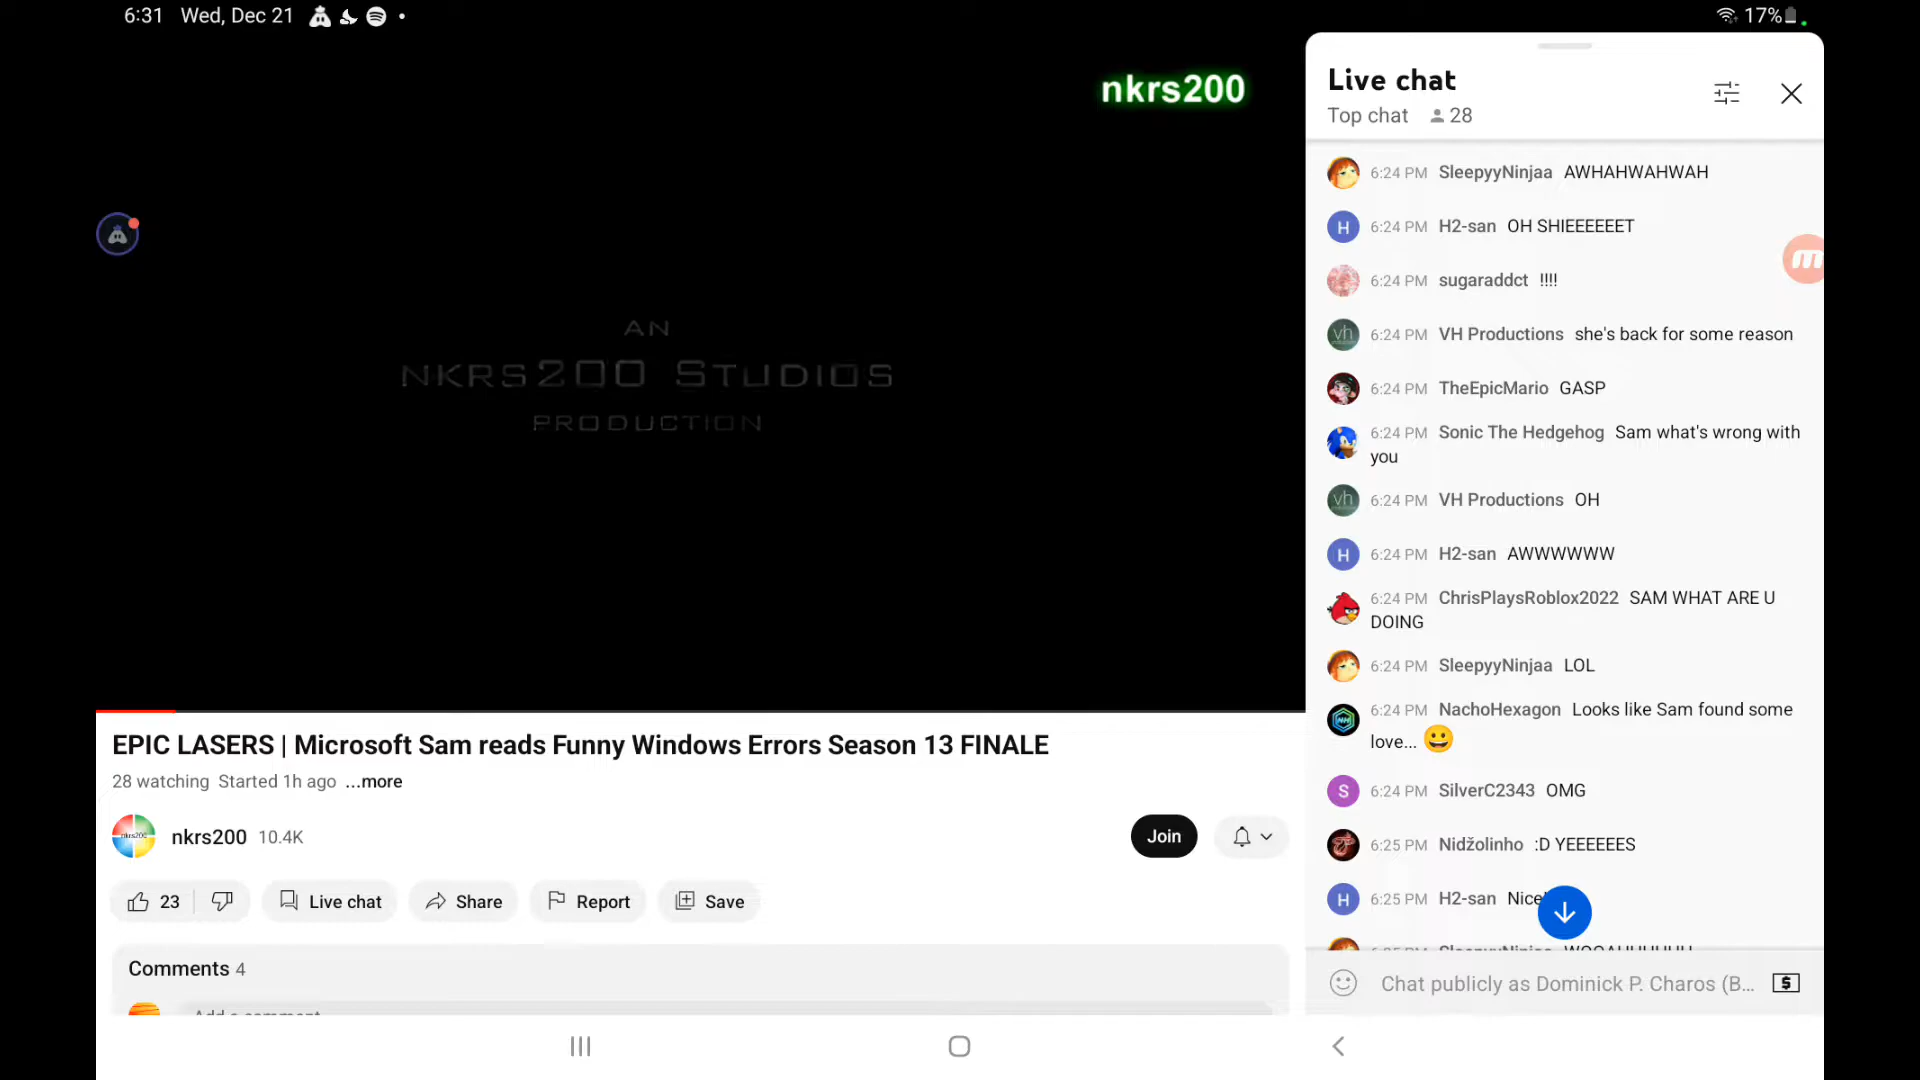 6:31 Wed, Dec 21
17%
nkrs200
AN
NKRS200 STUDIOS
PRODUCTION
EPIC LASERS | Microsoft Sam reads Funny Windows Errors Season 13 FINALE
28 watching Started 1h ago ...more
nkrs200 10.4K
Join
23
Live chat
Share
Report
Save
Comments 4
Add a comment
Live chat
Top chat 28
6:24 PM SleepyyNinjaa AWHAHWAHWAH
H 6:24 PM H2-san OH SHIEEEEEET
6:24 PM sugaraddct !!!!
vh 6:24 PM VH Productions she's back for some reason
6:24 PM TheEpicMario GASP
6:24 PM Sonic The Hedgehog Sam what's wrong with
you
vh 6:24 PM VH Productions OH
H 6:24 PM H2-san AWWWWWW
6:24 PM ChrisPlaysRoblox2022 SAM WHAT ARE U
DOING
6:24 PM SleepyyNinjaa LOL
6:24 PM NachoHexagon Looks like Sam found some
love... 😀
S 6:24 PM SilverC2343 OMG
6:25 PM Nidžolinho :D YEEEEEES
H 6:25 PM H2-san Nice
Chat publicly as Dominick P. Charos (B...